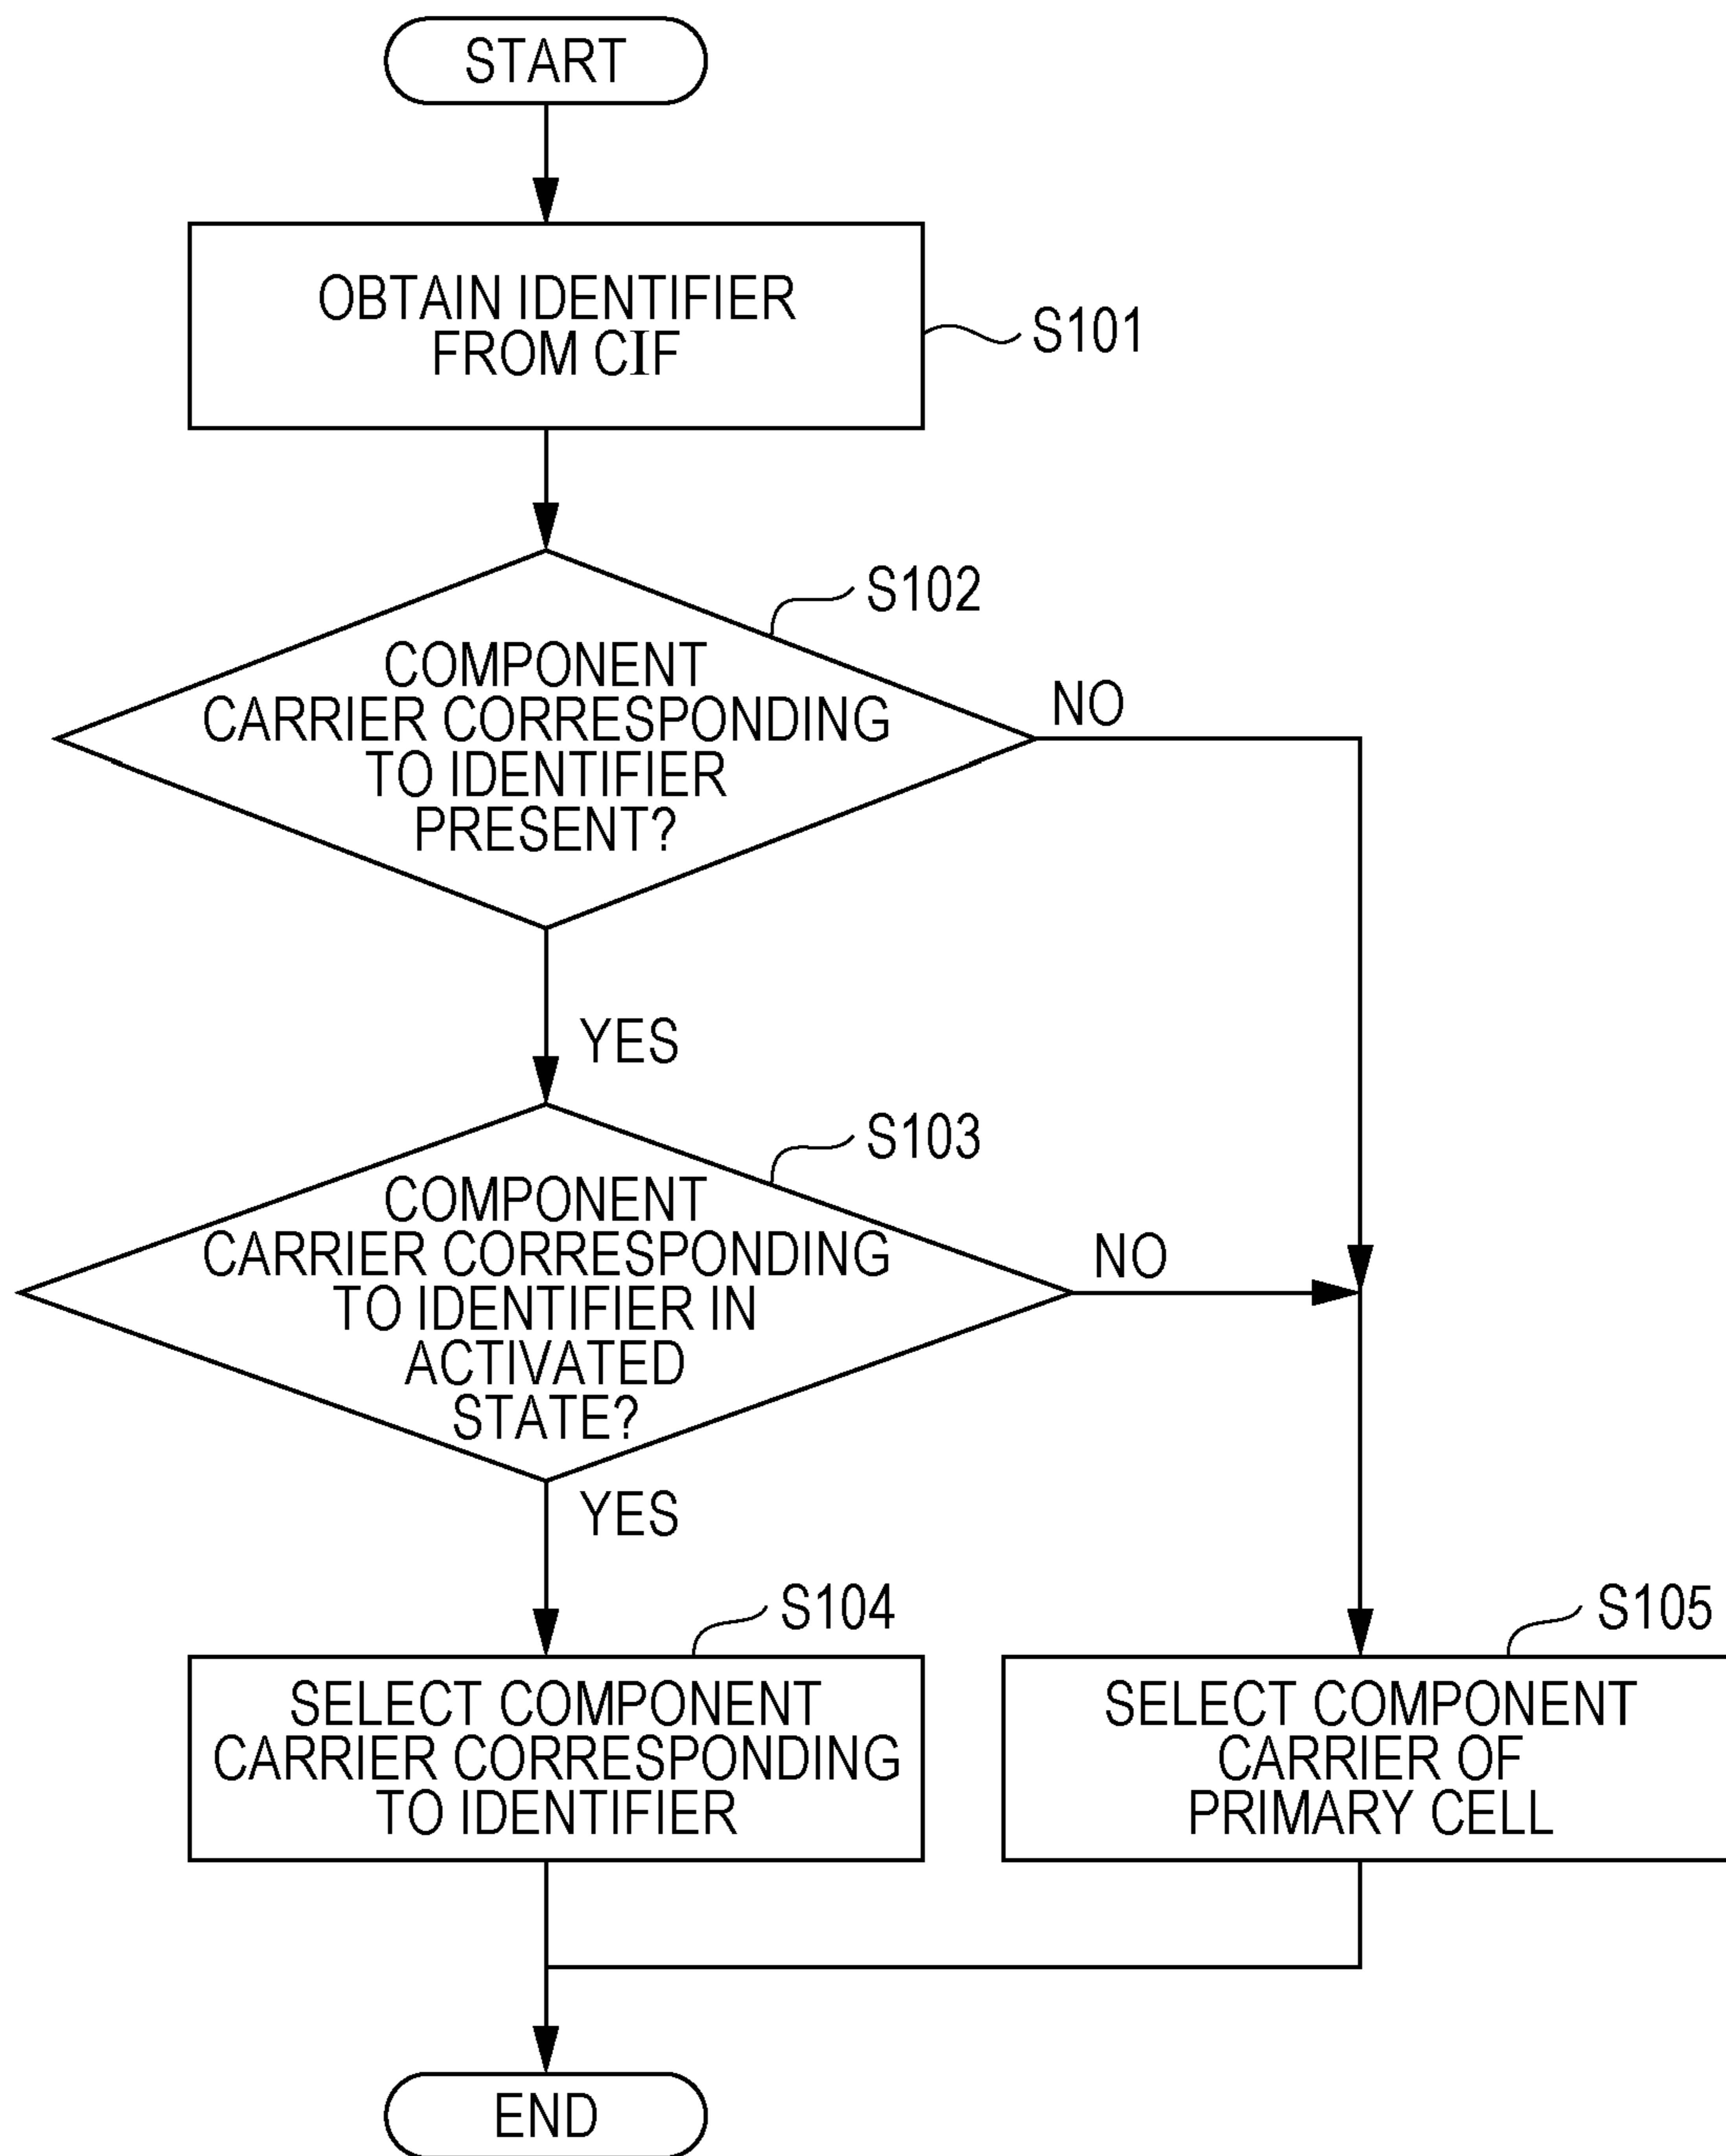 START
OBTAIN IDENTIFIER
FROM CIF
S101
S102
COMPONENT
CARRIER CORRESPONDING
TO IDENTIFIER
PRESENT?
NO
YES
S103
COMPONENT
CARRIER CORRESPONDING
TO IDENTIFIER IN
ACTIVATED
STATE?
NO
YES
S104
SELECT COMPONENT
CARRIER CORRESPONDING
TO IDENTIFIER
S105
SELECT COMPONENT
CARRIER OF
PRIMARY CELL
END